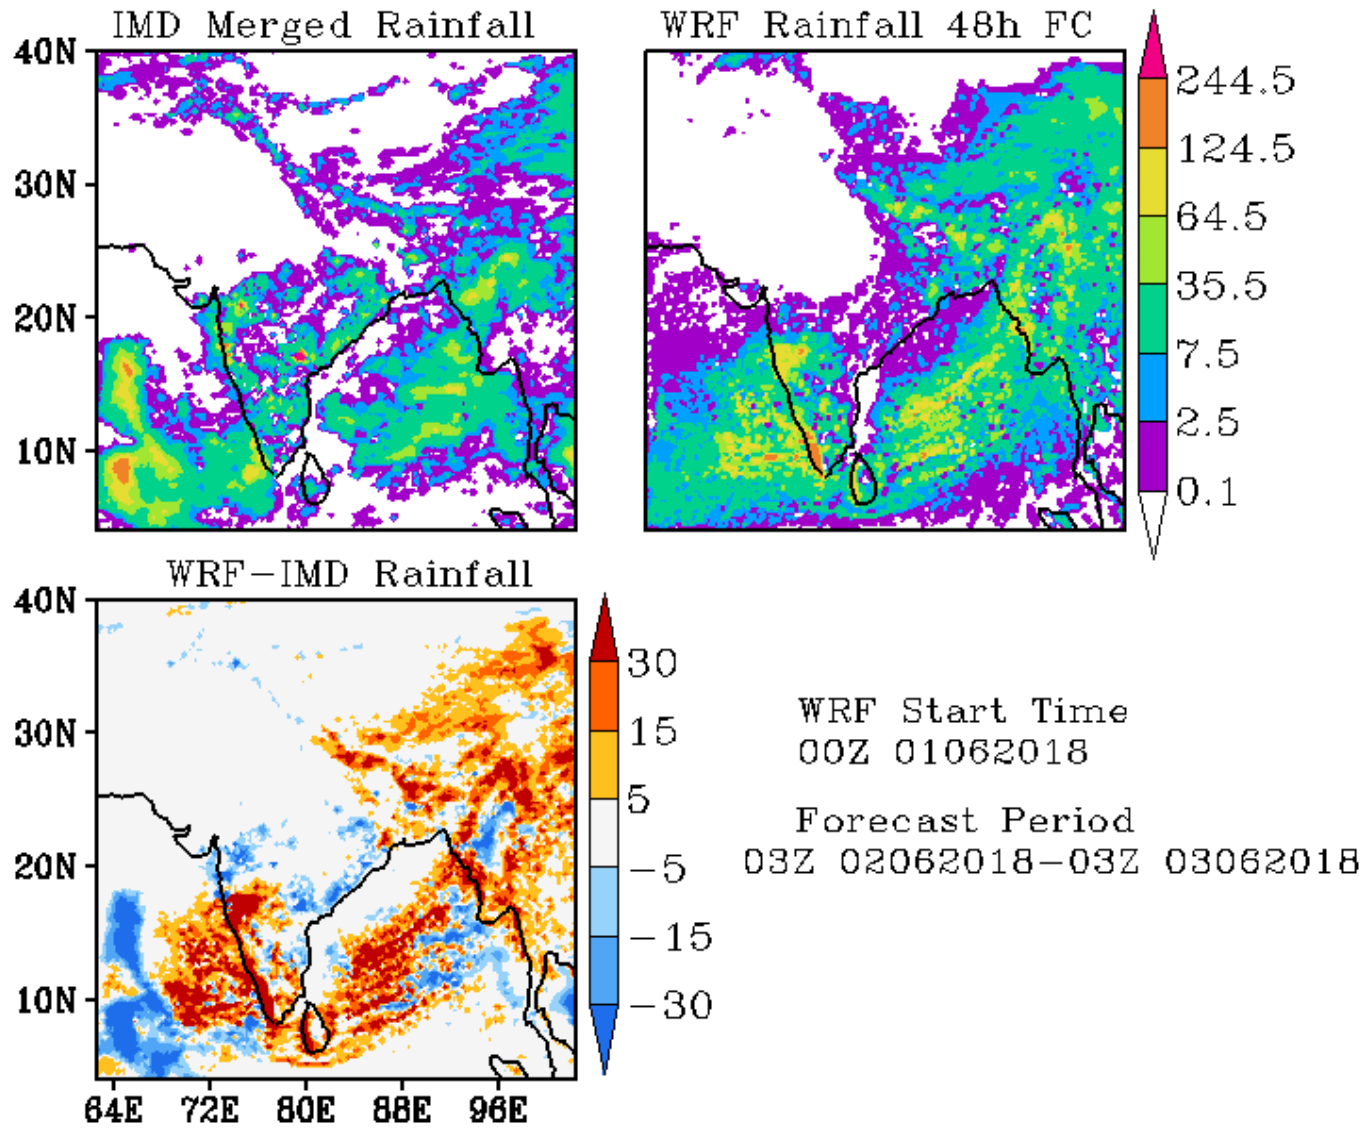 IMD Merged Rainfall
WRF Rainfall 48h FC
40N
30N
20N
10N
244.5
124.5
64.5
35.5
7.5
2.5
0.1
WRF-IMD Rainfall
40N
30N
20N
10N
64E 72E 80E 88E 96E
30
15
5
-5
-15
-30
WRF Start Time
00Z 01062018
Forecast Period
03Z 02062018-03Z 03062018